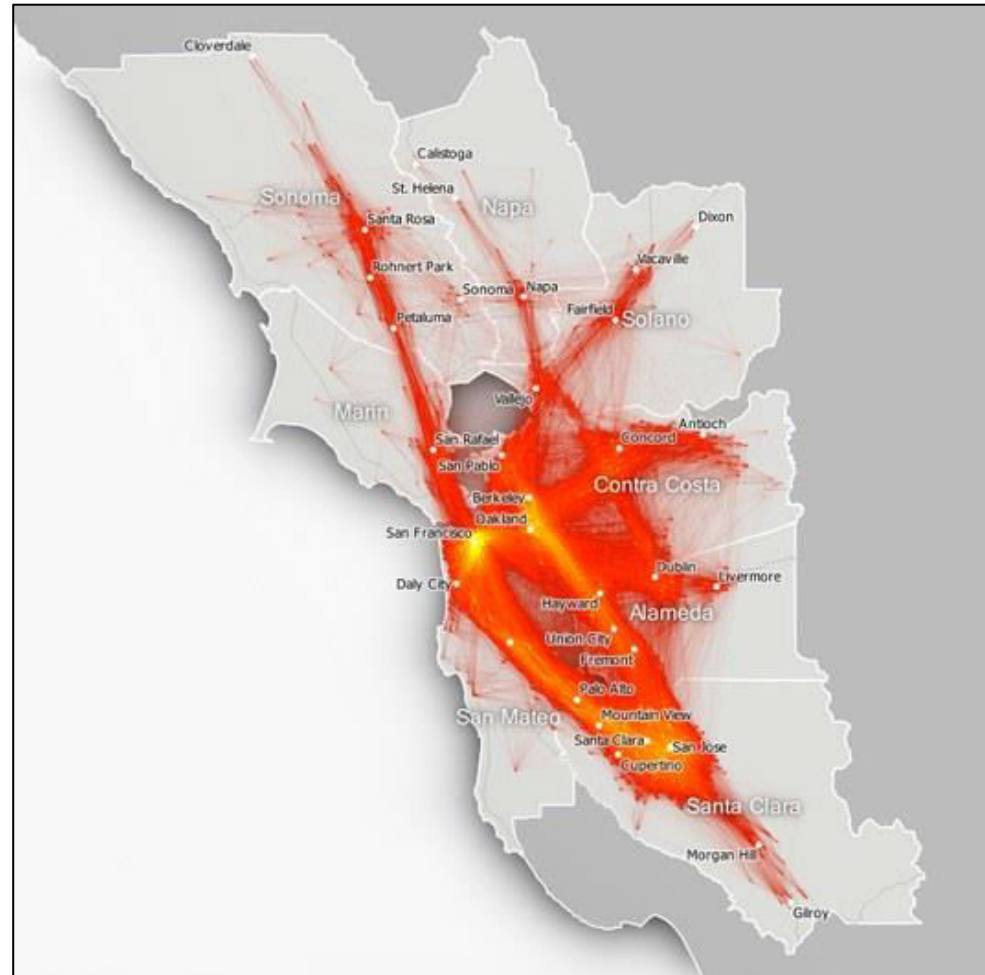 Cloverdale
Calistoga
St. Helena
Sonoma
Napa
Dixon
Santa Rosa
Vacaville
Rohnert Park
Sonoma
Napa
Fairfield
Solano
Petaluma
Vallejo
Marin
Antioch
San Rafael
Concord
San Pablo
Contra Costa
Berkeley
Oakland
San Francisco
Dublin
Livermore
Daly City
Hayward
Alameda
Union City
Fremont
Palo Alto
San Mateo
Mountain View
Santa Clara
San Jose
Cupertino
Santa Clara
Morgan Hill
Gilroy